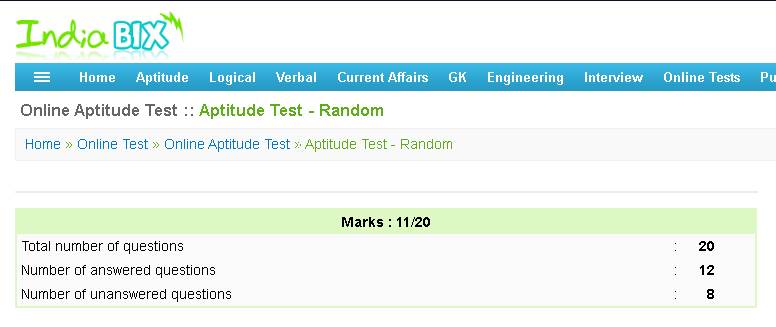 India BIX
Home Aptitude Logical Verbal Current Affairs GK Engineering Interview Online Tests Pu
Online Aptitude Test :: Aptitude Test - Random
Home » Online Test » Online Aptitude Test » Aptitude Test - Random
Marks : 11/20
Total number of questions : 20
Number of answered questions : 12
Number of unanswered questions : 8